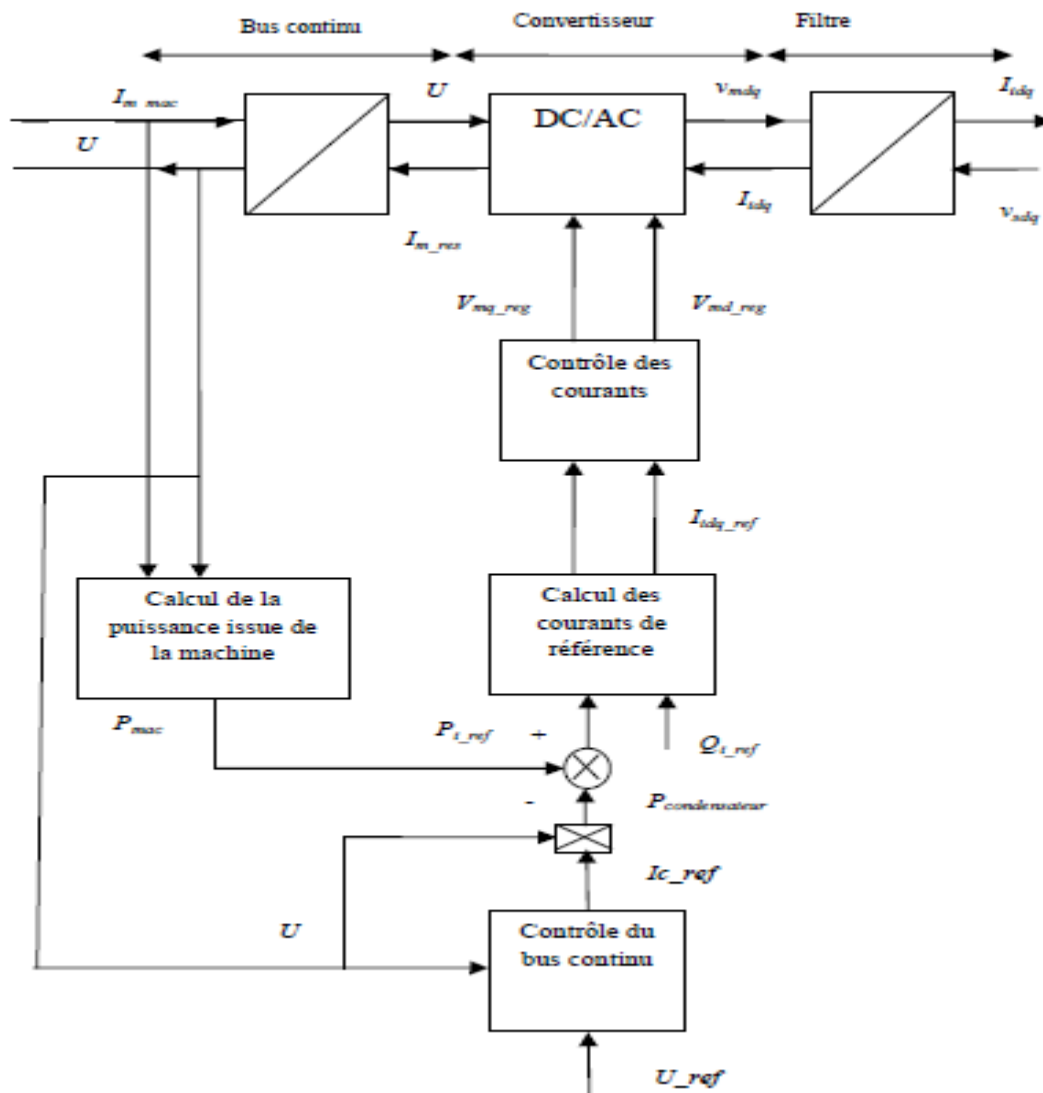 Bus continu
Convertisseur
Filtre
I_m_mac
U
v_mdq
I_tdq
U
DC/AC
I_tdq
v_sdq
I_m_res
V_mq_reg
V_md_reg
Contrôle des
courants
I_tdq_ref
Calcul de la
puissance issue de
la machine
Calcul des
courants de
référence
P_mac
P_t_ref
+
Q_t_ref
-
P_condensateur
Ic_ref
U
Contrôle du
bus continu
U_ref